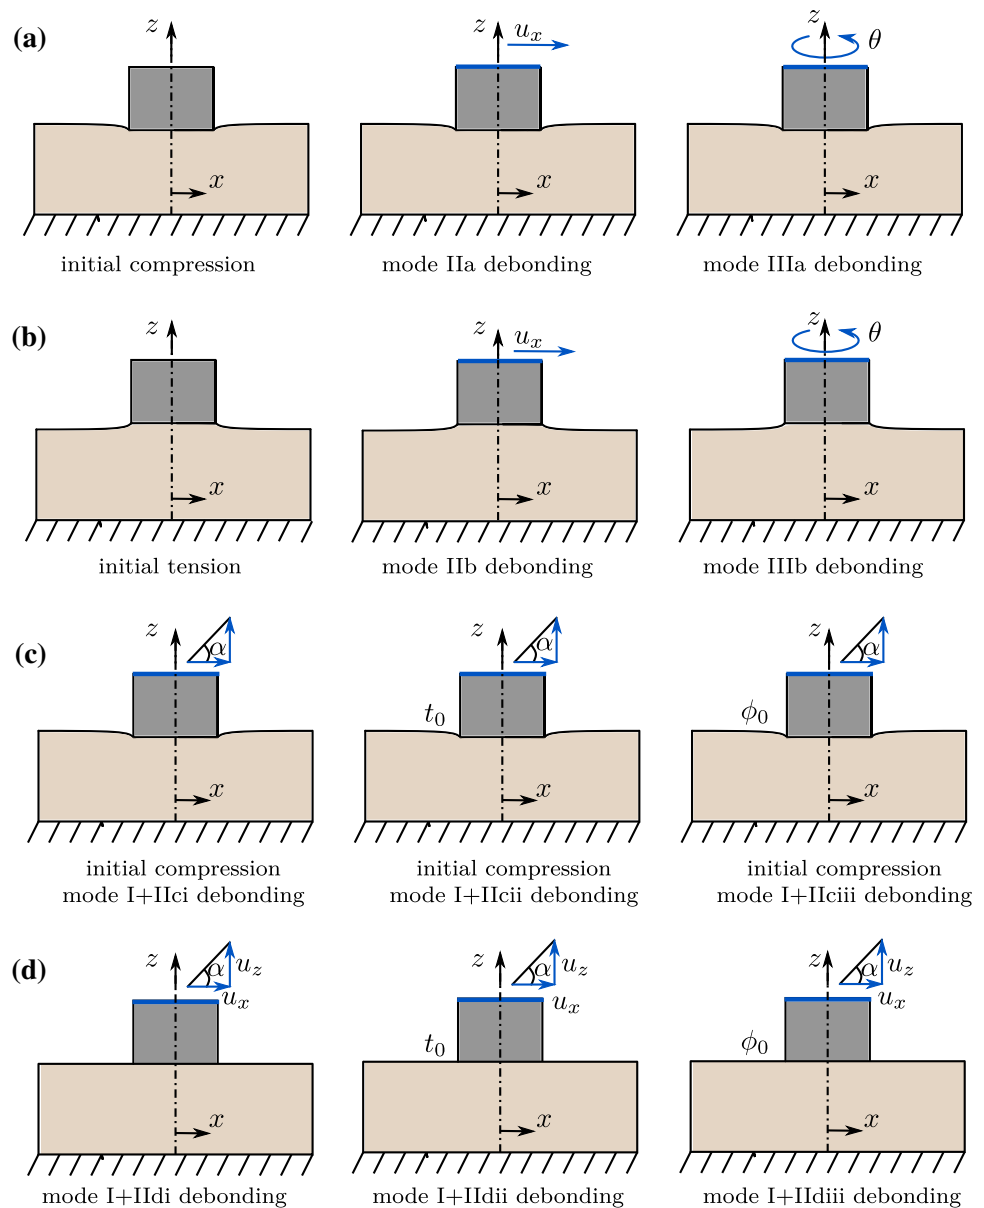 (a)
z
z
u_x
z
θ
x
x
x
initial compression
mode IIa debonding
mode IIIa debonding
(b)
z
z
u_x
z
θ
x
x
x
initial tension
mode IIb debonding
mode IIIb debonding
(c)
z
α
z
α
z
α
t_0
ϕ_0
x
x
x
initial compression
mode I+IIci debonding
initial compression
mode I+IIcii debonding
initial compression
mode I+IIciii debonding
(d)
z
α
u_z
u_x
z
α
u_z
u_x
z
α
u_z
u_x
t_0
ϕ_0
x
x
x
mode I+IIdi debonding
mode I+IIdii debonding
mode I+IIdiii debonding